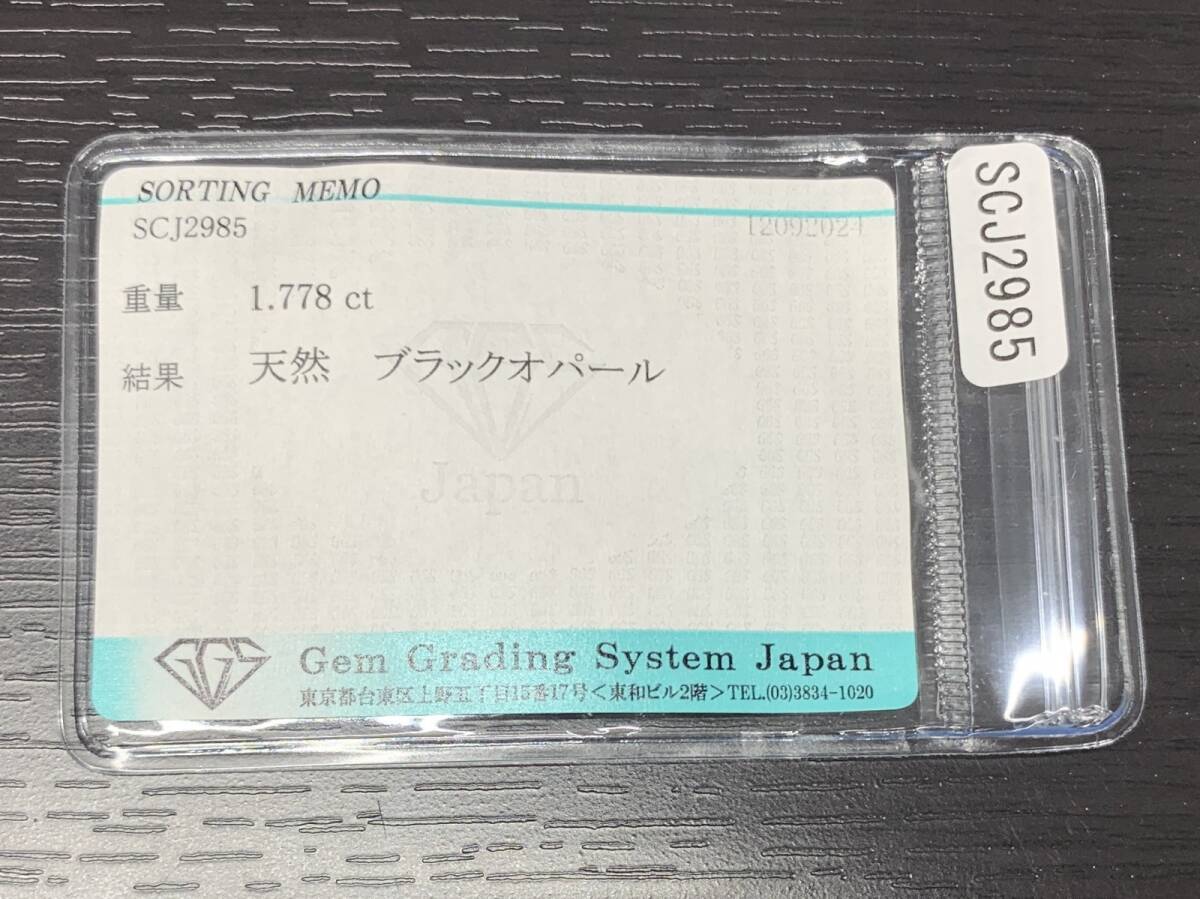 SORTING MEMO
SCJ2985 12092024
重量 1.778 ct
結果 天然 ブラックオパール
Japan
GGS Gem Grading System Japan
東京都台東区上野五丁目15番17号＜東和ビル2階＞TEL.(03)3834-1020
SCJ2985